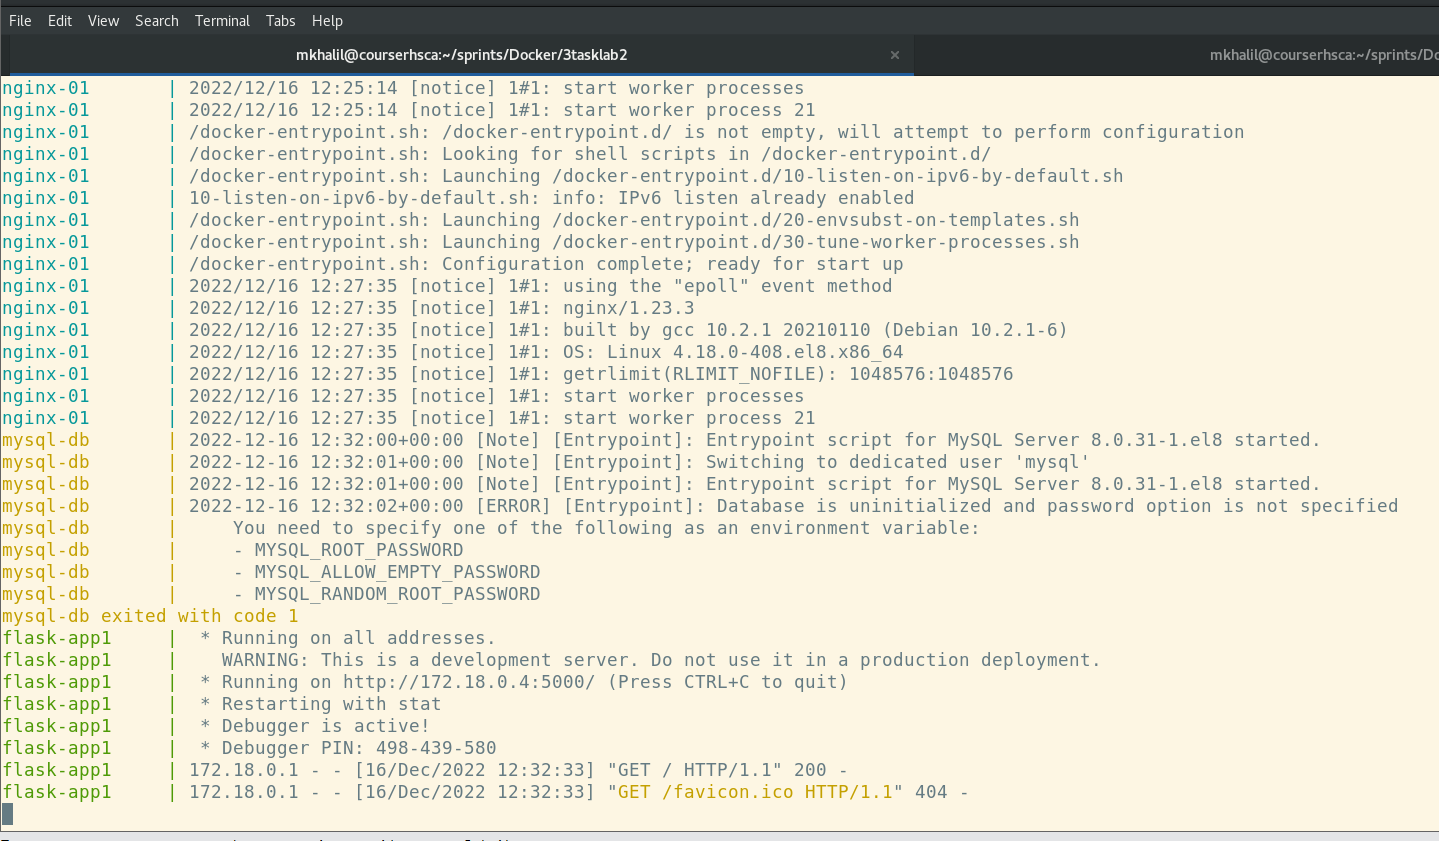 File Edit View Search Terminal Tabs Help
mkhalil@courserhsca:~/sprints/Docker/3tasklab2 × mkhalil@courserhsca:~/sprints/Do
nginx-01 | 2022/12/16 12:25:14 [notice] 1#1: start worker processes
nginx-01 | 2022/12/16 12:25:14 [notice] 1#1: start worker process 21
nginx-01 | /docker-entrypoint.sh: /docker-entrypoint.d/ is not empty, will attempt to perform configuration
nginx-01 | /docker-entrypoint.sh: Looking for shell scripts in /docker-entrypoint.d/
nginx-01 | /docker-entrypoint.sh: Launching /docker-entrypoint.d/10-listen-on-ipv6-by-default.sh
nginx-01 | 10-listen-on-ipv6-by-default.sh: info: IPv6 listen already enabled
nginx-01 | /docker-entrypoint.sh: Launching /docker-entrypoint.d/20-envsubst-on-templates.sh
nginx-01 | /docker-entrypoint.sh: Launching /docker-entrypoint.d/30-tune-worker-processes.sh
nginx-01 | /docker-entrypoint.sh: Configuration complete; ready for start up
nginx-01 | 2022/12/16 12:27:35 [notice] 1#1: using the "epoll" event method
nginx-01 | 2022/12/16 12:27:35 [notice] 1#1: nginx/1.23.3
nginx-01 | 2022/12/16 12:27:35 [notice] 1#1: built by gcc 10.2.1 20210110 (Debian 10.2.1-6)
nginx-01 | 2022/12/16 12:27:35 [notice] 1#1: OS: Linux 4.18.0-408.el8.x86_64
nginx-01 | 2022/12/16 12:27:35 [notice] 1#1: getrlimit(RLIMIT_NOFILE): 1048576:1048576
nginx-01 | 2022/12/16 12:27:35 [notice] 1#1: start worker processes
nginx-01 | 2022/12/16 12:27:35 [notice] 1#1: start worker process 21
mysql-db | 2022-12-16 12:32:00+00:00 [Note] [Entrypoint]: Entrypoint script for MySQL Server 8.0.31-1.el8 started.
mysql-db | 2022-12-16 12:32:01+00:00 [Note] [Entrypoint]: Switching to dedicated user 'mysql'
mysql-db | 2022-12-16 12:32:01+00:00 [Note] [Entrypoint]: Entrypoint script for MySQL Server 8.0.31-1.el8 started.
mysql-db | 2022-12-16 12:32:02+00:00 [ERROR] [Entrypoint]: Database is uninitialized and password option is not specified
mysql-db | You need to specify one of the following as an environment variable:
mysql-db | - MYSQL_ROOT_PASSWORD
mysql-db | - MYSQL_ALLOW_EMPTY_PASSWORD
mysql-db | - MYSQL_RANDOM_ROOT_PASSWORD
mysql-db exited with code 1
flask-app1 | * Running on all addresses.
flask-app1 | WARNING: This is a development server. Do not use it in a production deployment.
flask-app1 | * Running on http://172.18.0.4:5000/ (Press CTRL+C to quit)
flask-app1 | * Restarting with stat
flask-app1 | * Debugger is active!
flask-app1 | * Debugger PIN: 498-439-580
flask-app1 | 172.18.0.1 - - [16/Dec/2022 12:32:33] "GET / HTTP/1.1" 200 -
flask-app1 | 172.18.0.1 - - [16/Dec/2022 12:32:33] "GET /favicon.ico HTTP/1.1" 404 -